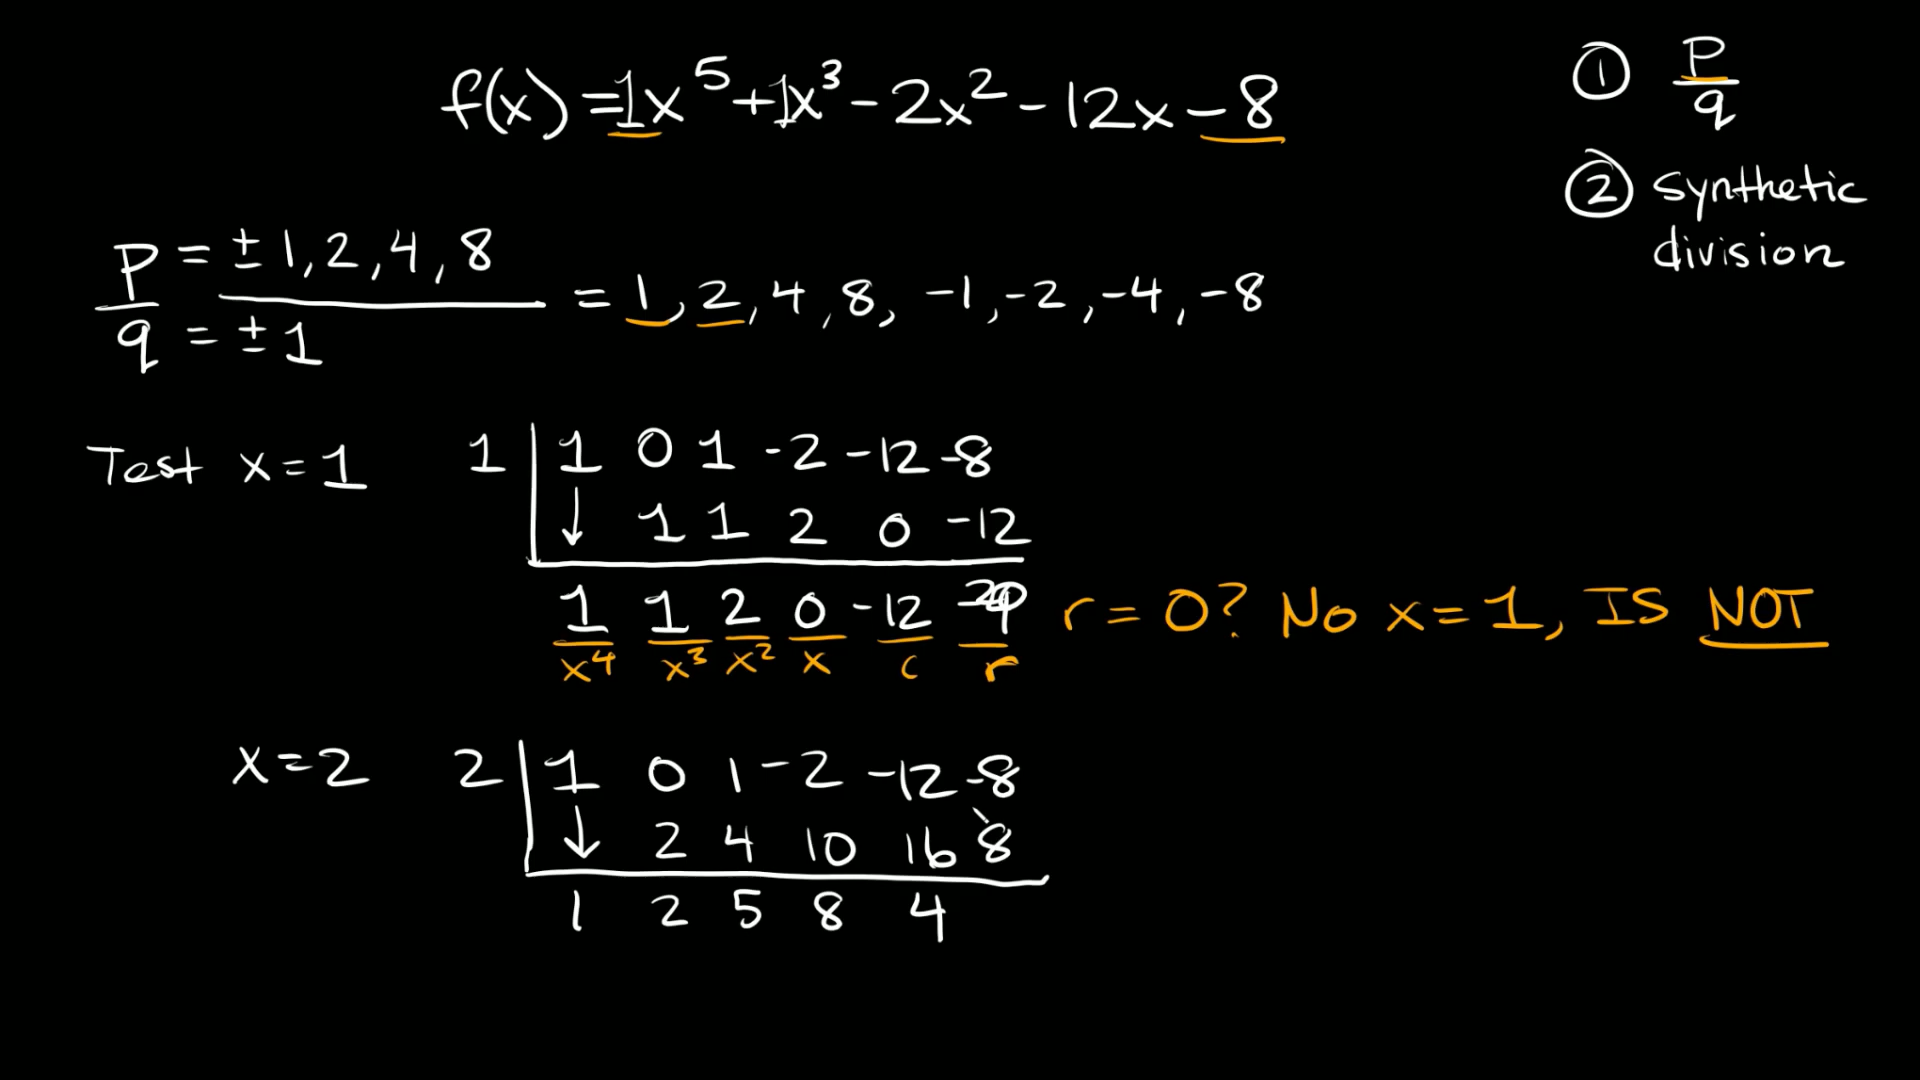 f(x) = 1x⁵ + 1x³ - 2x² - 12x - 8
① P/q
② Synthetic
division
P = ± 1, 2, 4, 8
q = ± 1
= 1, 2, 4, 8, -1, -2, -4, -8
Test x = 1
1 | 1 0 1 -2 -12 -8
↓ 1 1 2 0 -12
1 1 2 0 -12
r = 0? No x = 1, IS NOT
x⁴ x³ x² x c r
x = 2
2 | 1 0 1 -2 -12 -8
↓ 2 4 10 16 8
1 2 5 8 4